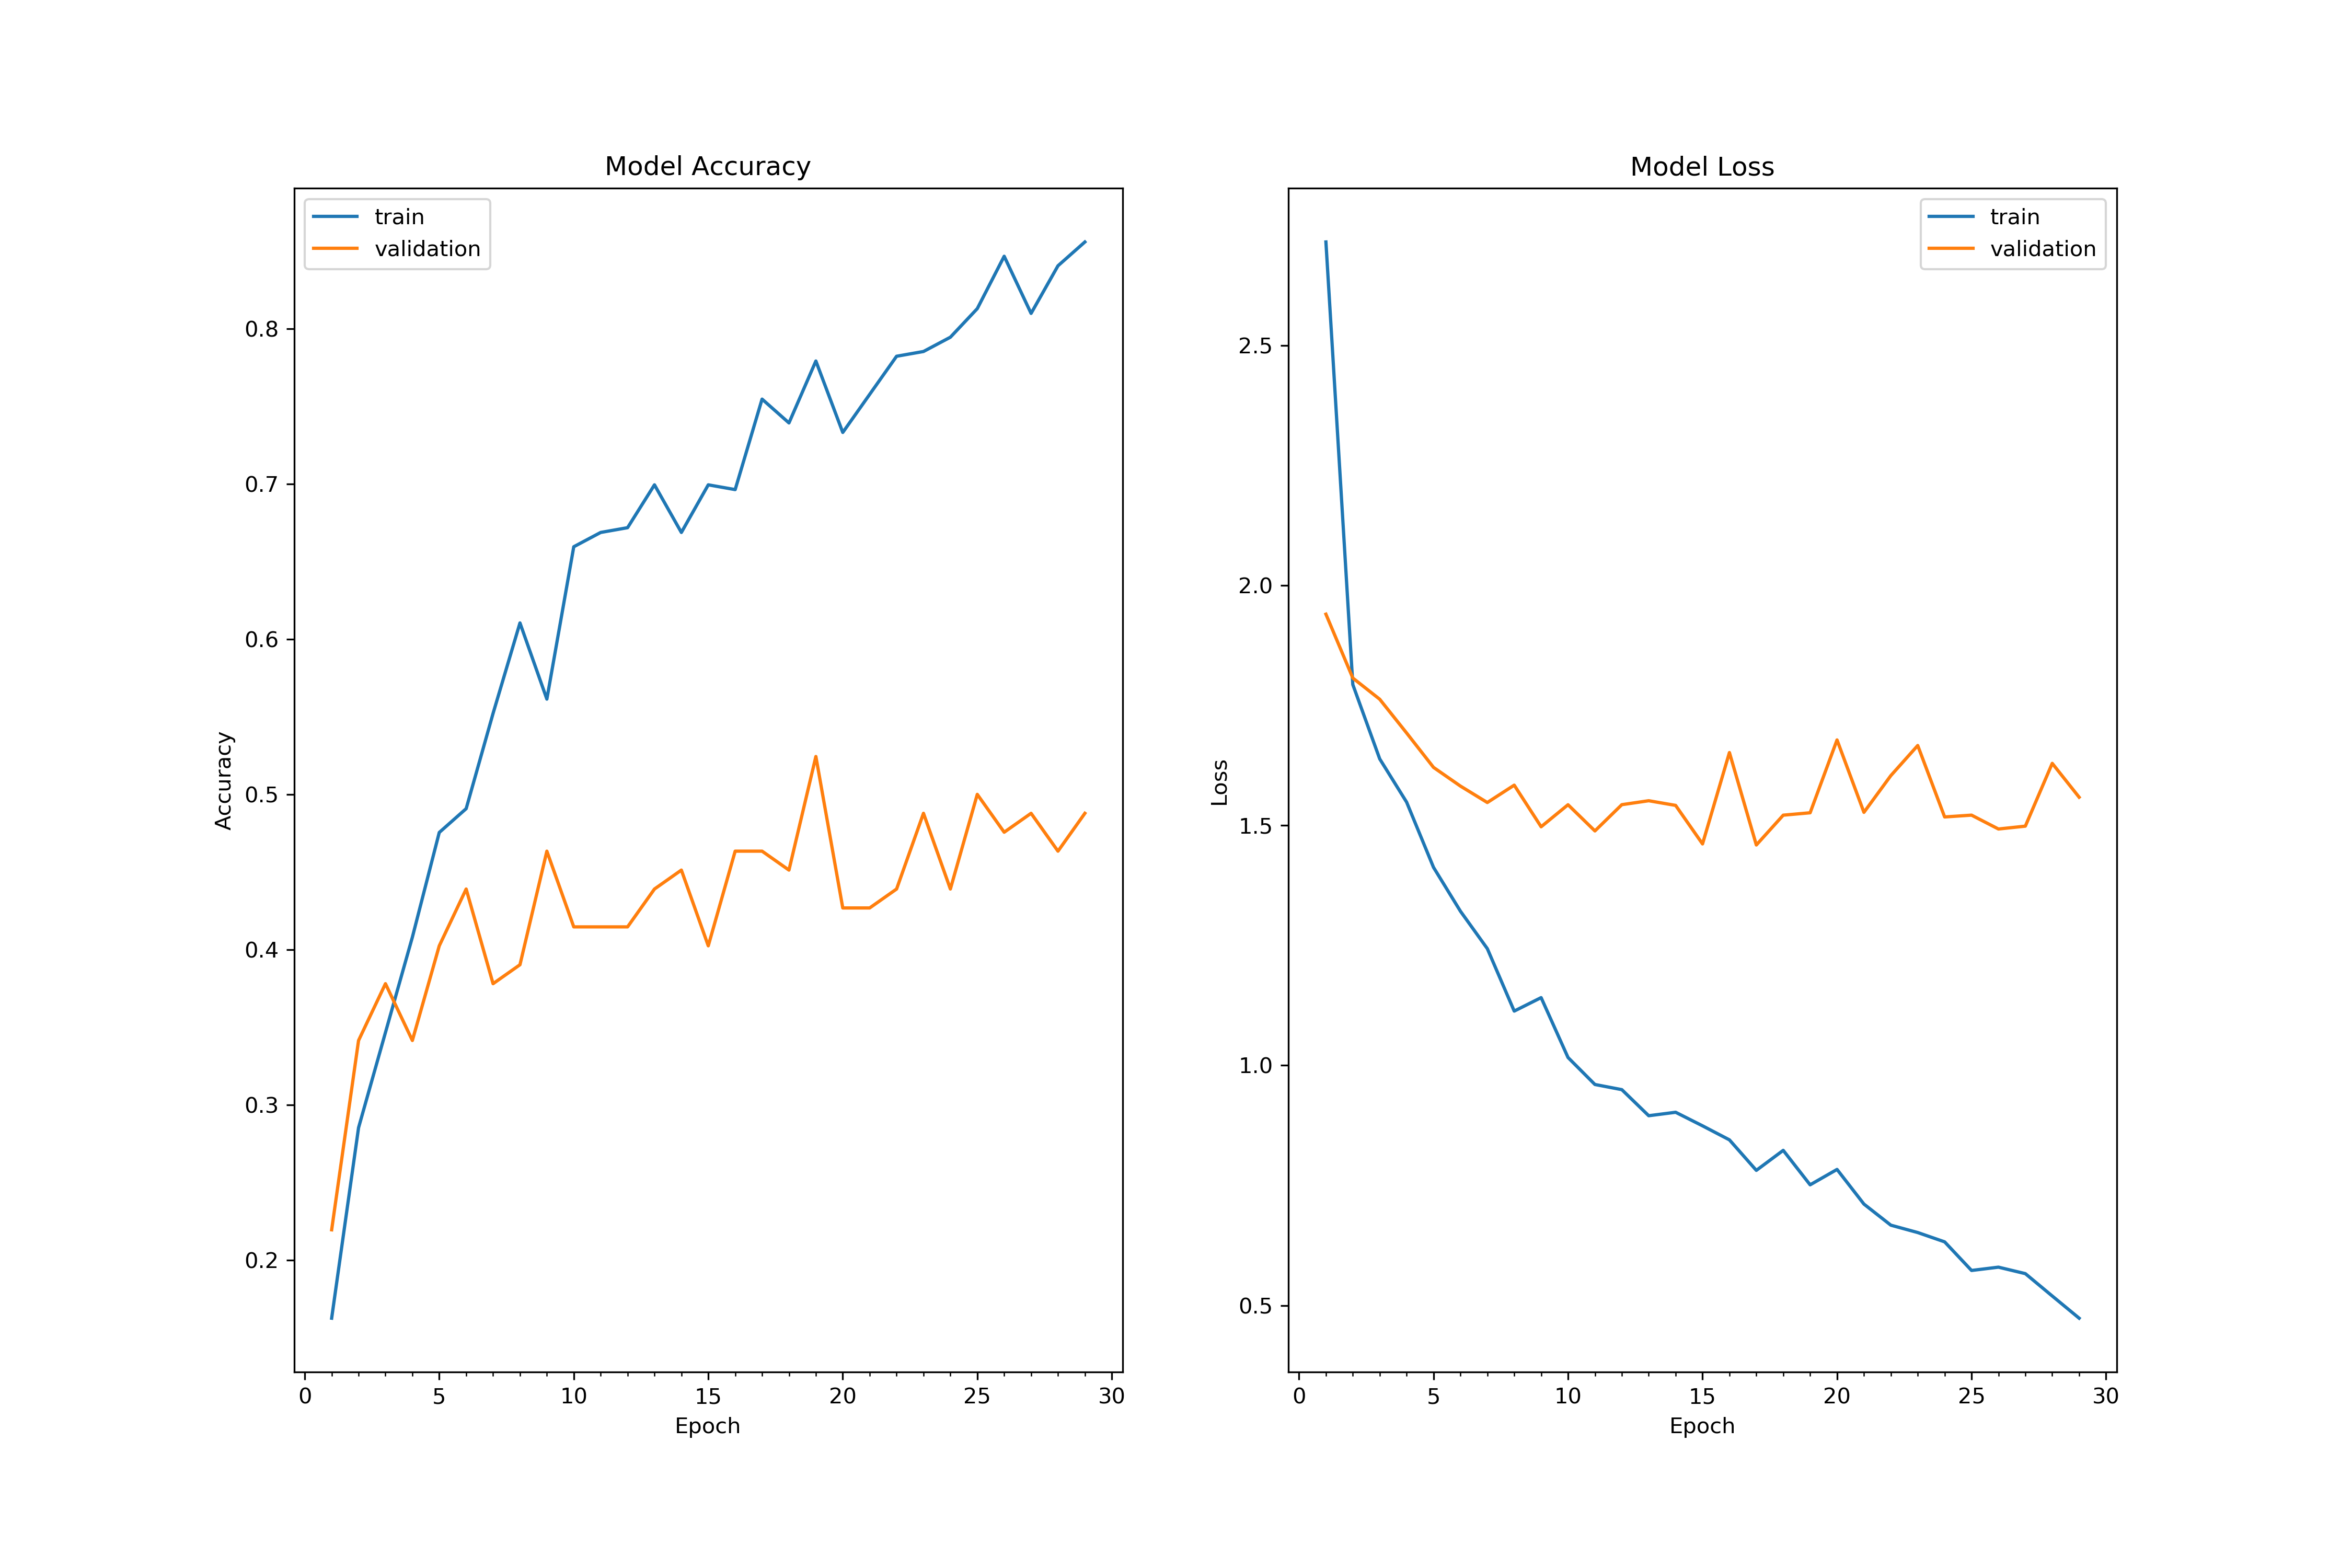 Model Accuracy
train
validation
0.8
0.7
0.6
0.5
0.4
0.3
0.2
Accuracy
0 5 10 15 20 25 30
Epoch
Model Loss
train
validation
2.5
2.0
1.5
1.0
0.5
Loss
0 5 10 15 20 25 30
Epoch